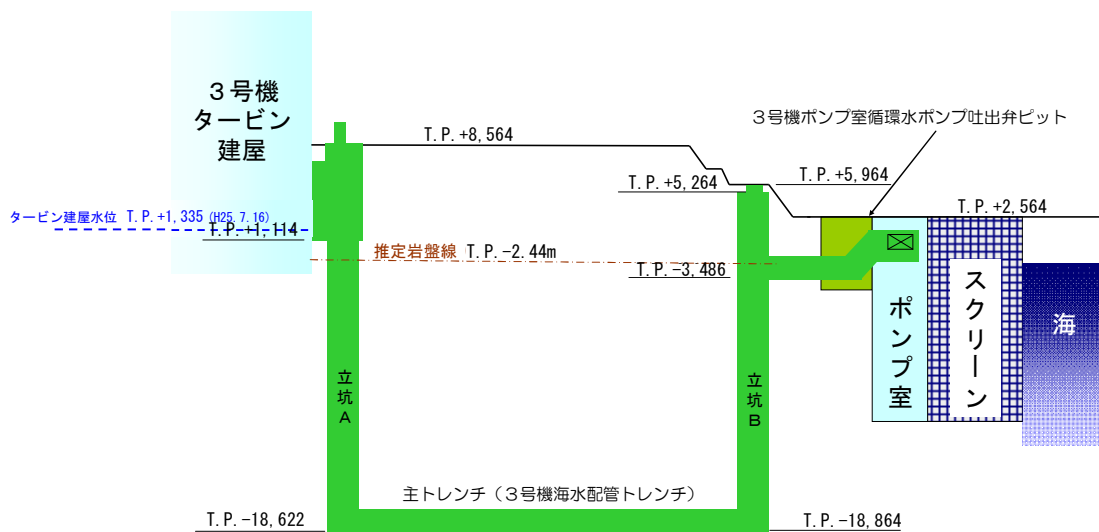 ３号機
タービン
建屋
３号機ポンプ室循環水ポンプ吐出弁ピット
T.P.+8,564
T.P.+5,264
T.P.+5,964
T.P.+2,564
タービン建屋水位 T.P.+1,335 (H25.7.16)
T.P.+1,114
推定岩盤線 T.P.-2.44m
T.P.-3,486
ポンプ室
スクリーン
海
立坑A
立坑B
主トレンチ（３号機海水配管トレンチ）
T.P.-18,622
T.P.-18,864